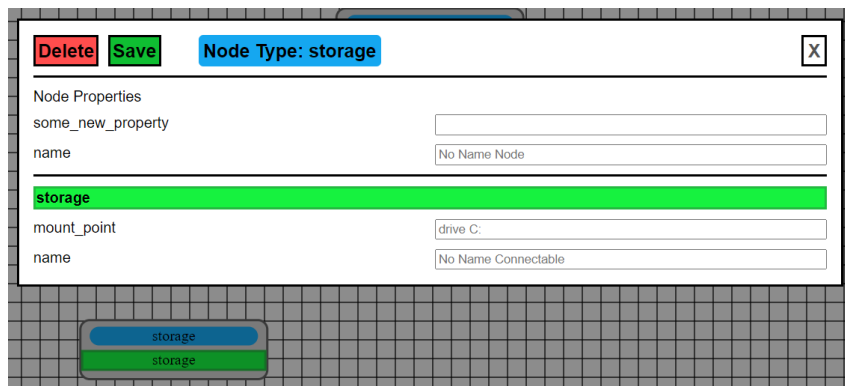 Delete Save Node Type: storage X
Node Properties
some_new_property
name No Name Node
storage
mount_point drive C:
name No Name Connectable
storage
storage